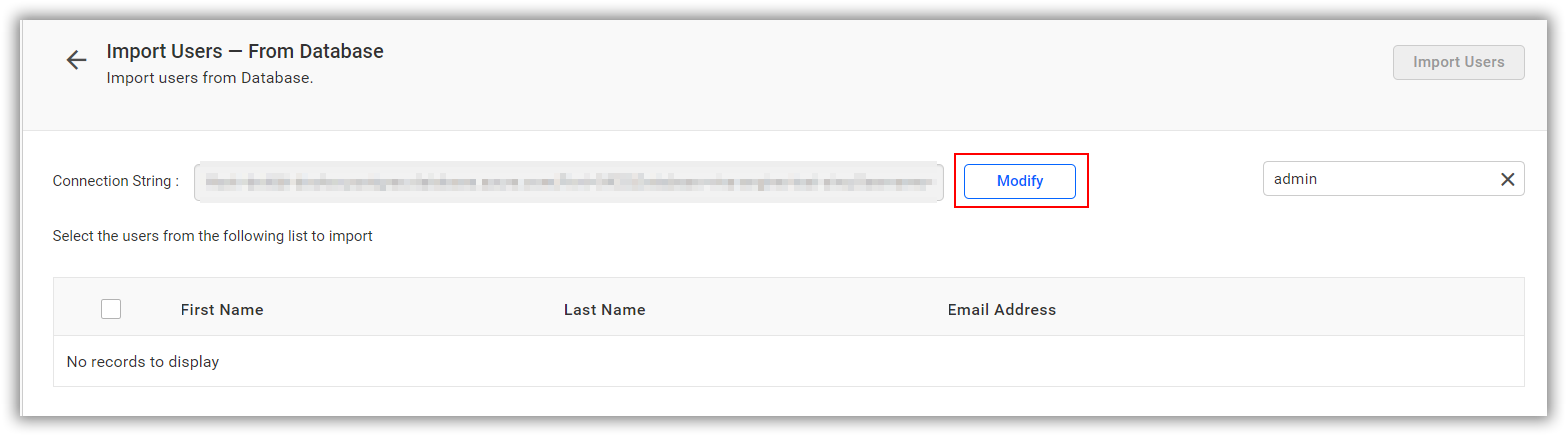 Import Users — From Database
Import users from Database.
Import Users
Connection String :
Modify
admin
Select the users from the following list to import
First Name Last Name Email Address
No records to display